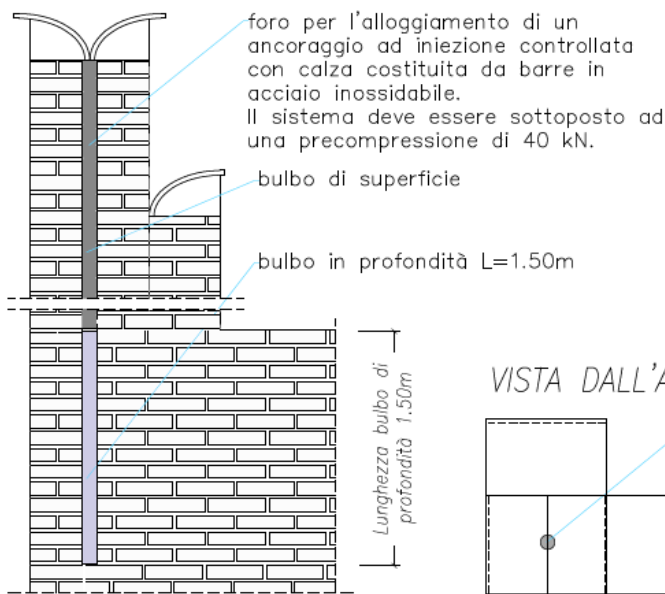 foro per l'alloggiamento di un
ancoraggio ad iniezione controllata
con calza costituita da barre in
acciaio inossidabile.
Il sistema deve essere sottoposto ad
una precompressione di 40 kN.
bulbo di superficie
bulbo in profondità L=1.50m
Lunghezza bulbo di
profondità 1.50m
VISTA DALL'A